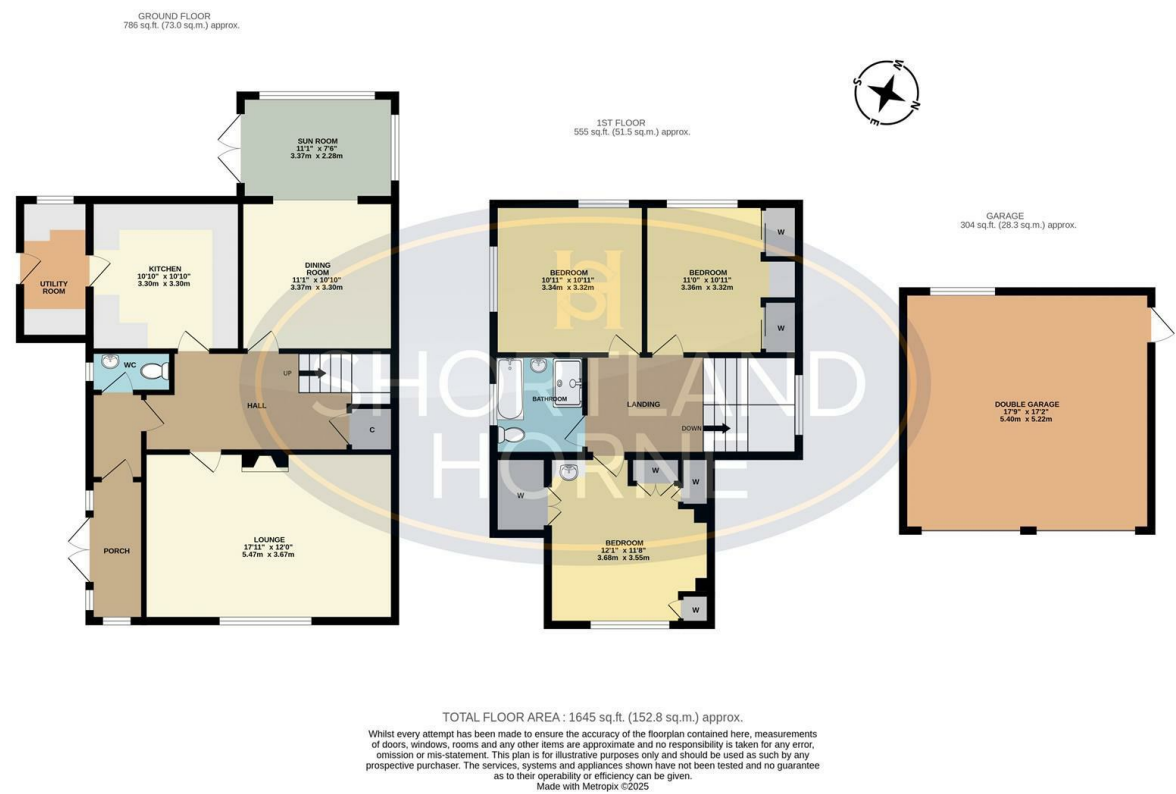 GROUND FLOOR
786 sq.ft. (73.0 sq.m.) approx.
1ST FLOOR
555 sq.ft. (51.5 sq.m.) approx.
GARAGE
304 sq.ft. (28.3 sq.m.) approx.
N
E
S
W
SUN ROOM
11'1" x 7'6"
3.37m x 2.28m
KITCHEN
10'10" x 10'10"
3.30m x 3.30m
DINING
ROOM
11'1" x 10'10"
3.37m x 3.30m
UTILITY
ROOM
WC
UP
HALL
C
LOUNGE
17'11" x 12'0"
5.47m x 3.67m
PORCH
BEDROOM
10'11" x 10'11"
3.34m x 3.32m
BEDROOM
11'0" x 10'11"
3.36m x 3.32m
W
W
BATHROOM
LANDING
DOWN
W
W
W
BEDROOM
12'1" x 11'8"
3.68m x 3.55m
W
DOUBLE GARAGE
17'9" x 17'2"
5.40m x 5.22m
SHORTLAND
HORNE
TOTAL FLOOR AREA : 1645 sq.ft. (152.8 sq.m.) approx.
Whilst every attempt has been made to ensure the accuracy of the floorplan contained here, measurements
of doors, windows, rooms and any other items are approximate and no responsibility is taken for any error,
omission or mis-statement. This plan is for illustrative purposes only and should be used as such by any
prospective purchaser. The services, systems and appliances shown have not been tested and no guarantee
as to their operability or efficiency can be given.
Made with Metropix ©2025